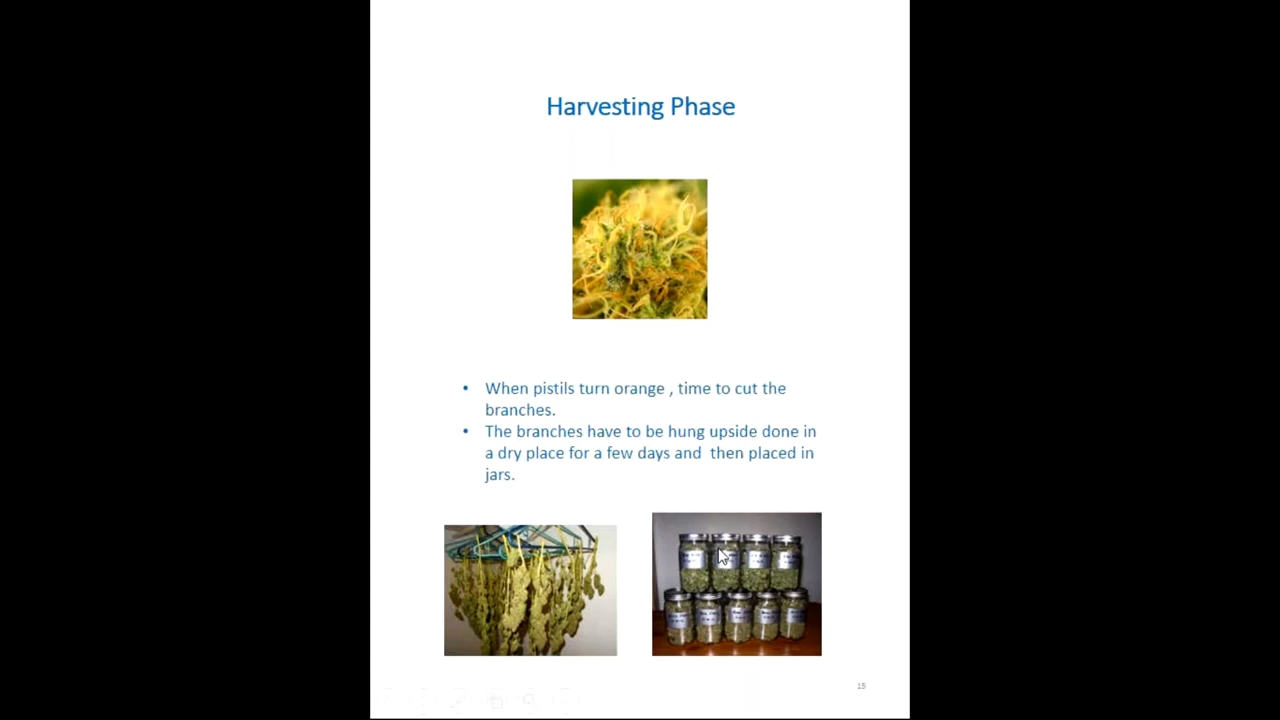 Harvesting Phase
• When pistils turn orange , time to cut the
branches.
• The branches have to be hung upside done in
a dry place for a few days and then placed in
jars.
15